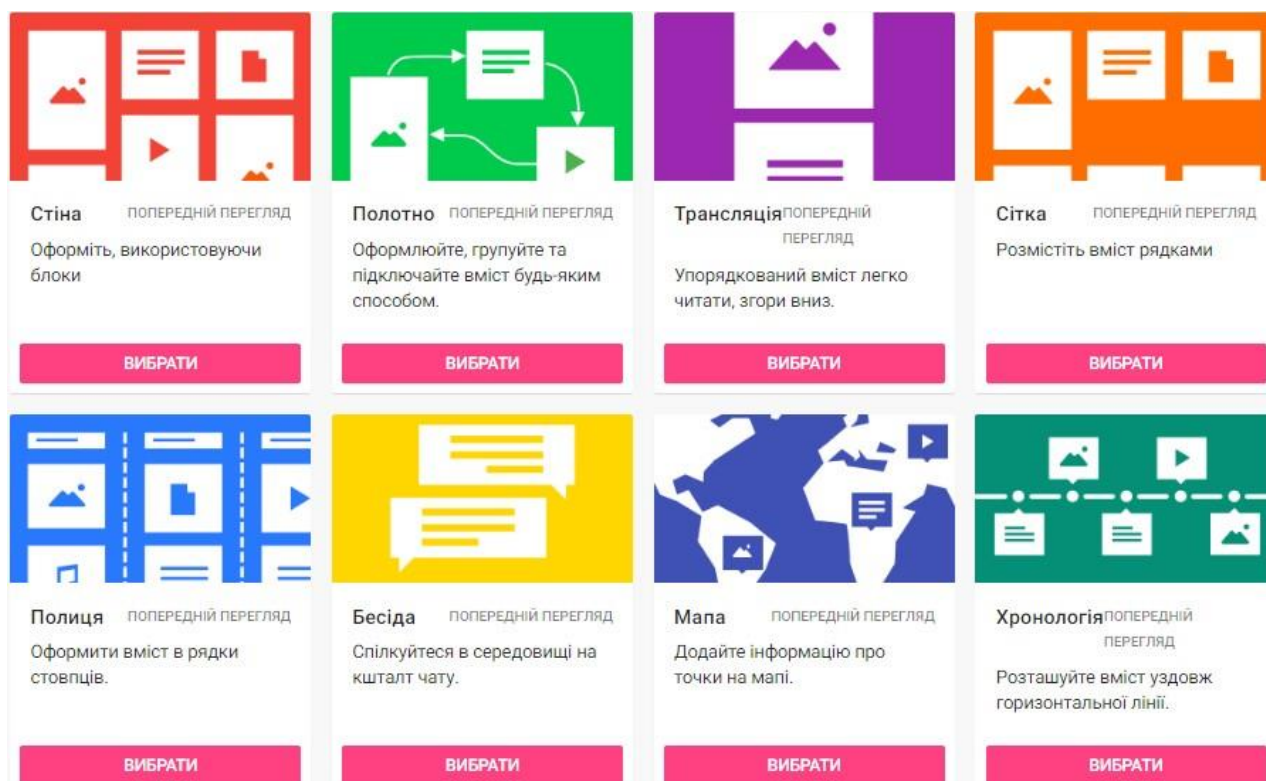 Стіна ПОПЕРЕДНІЙ ПЕРЕГЛЯД
Оформіть, використовуючи
блоки
ВИБРАТИ
Полотно ПОПЕРЕДНІЙ ПЕРЕГЛЯД
Оформлюйте, групуйте та
підключайте вміст будь-яким
способом.
ВИБРАТИ
Трансляція ПОПЕРЕДНІЙ
ПЕРЕГЛЯД
Упорядкований вміст легко
читати, згори вниз.
ВИБРАТИ
Сітка ПОПЕРЕДНІЙ ПЕРЕГЛЯД
Розмістіть вміст рядками
ВИБРАТИ
Полиця ПОПЕРЕДНІЙ ПЕРЕГЛЯД
Оформити вміст в рядки
стовпців.
ВИБРАТИ
Бесіда ПОПЕРЕДНІЙ ПЕРЕГЛЯД
Спілкуйтеся в середовищі на
кшталт чату.
ВИБРАТИ
Мапа ПОПЕРЕДНІЙ ПЕРЕГЛЯД
Додайте інформацію про
точки на мапі.
ВИБРАТИ
Хронологія ПОПЕРЕДНІЙ
ПЕРЕГЛЯД
Розташуйте вміст уздовж
горизонтальної лінії.
ВИБРАТИ